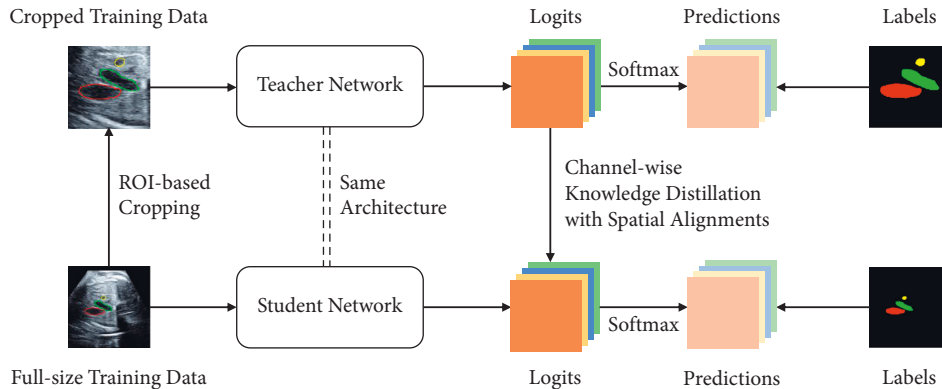 Cropped Training Data
Logits
Predictions
Labels
Teacher Network
Softmax
ROI-based
Cropping
Same
Architecture
Channel-wise
Knowledge Distillation
with Spatial Alignments
Student Network
Softmax
Full-size Training Data
Logits
Predictions
Labels